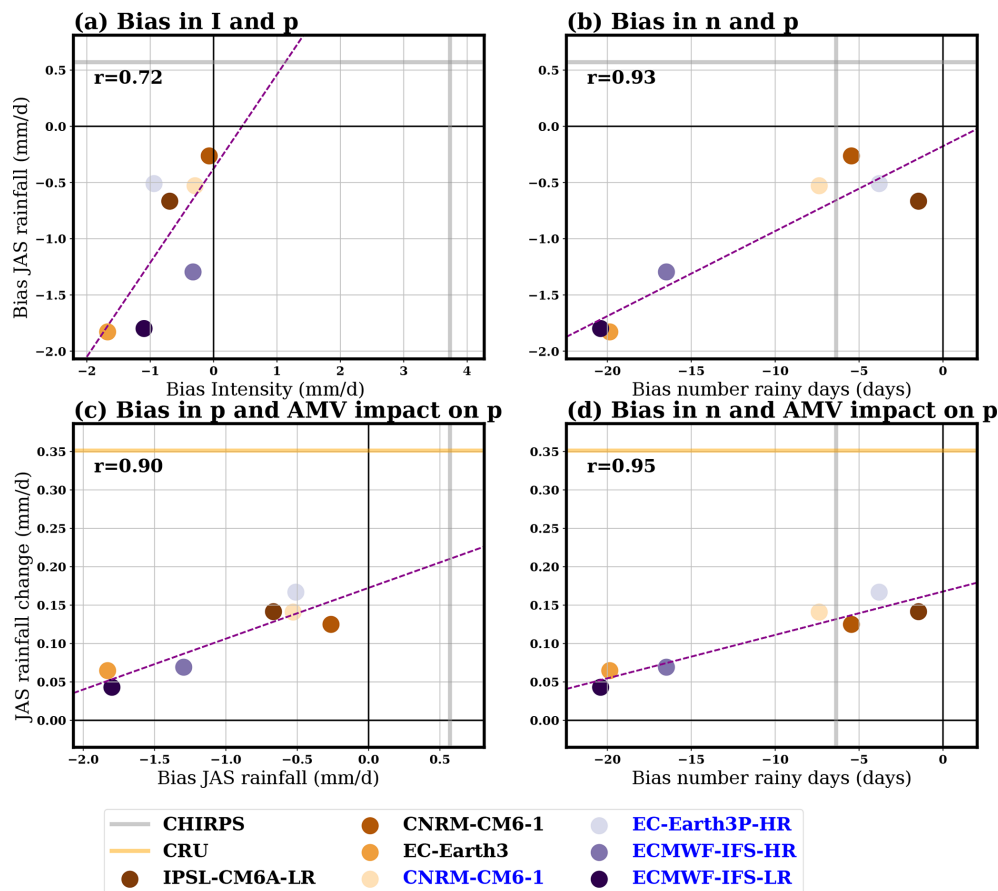 (a) Bias in I and p
(b) Bias in n and p
r=0.72
r=0.93
Bias JAS rainfall (mm/d)
0.5
0.0
−0.5
−1.0
−1.5
−2.0
0.5
0.0
−0.5
−1.0
−1.5
−2.0
−2 −1 0 1 2 3 4
−20 −15 −10 −5 0
Bias Intensity (mm/d)
Bias number rainy days (days)
(c) Bias in p and AMV impact on p
(d) Bias in n and AMV impact on p
r=0.90
r=0.95
JAS rainfall change (mm/d)
0.35
0.30
0.25
0.20
0.15
0.10
0.05
0.00
0.35
0.30
0.25
0.20
0.15
0.10
0.05
0.00
−2.0 −1.5 −1.0 −0.5 0.0 0.5
−20 −15 −10 −5 0
Bias JAS rainfall (mm/d)
Bias number rainy days (days)
CHIRPS
CRU
IPSL-CM6A-LR
CNRM-CM6-1
EC-Earth3
CNRM-CM6-1
EC-Earth3P-HR
ECMWF-IFS-HR
ECMWF-IFS-LR